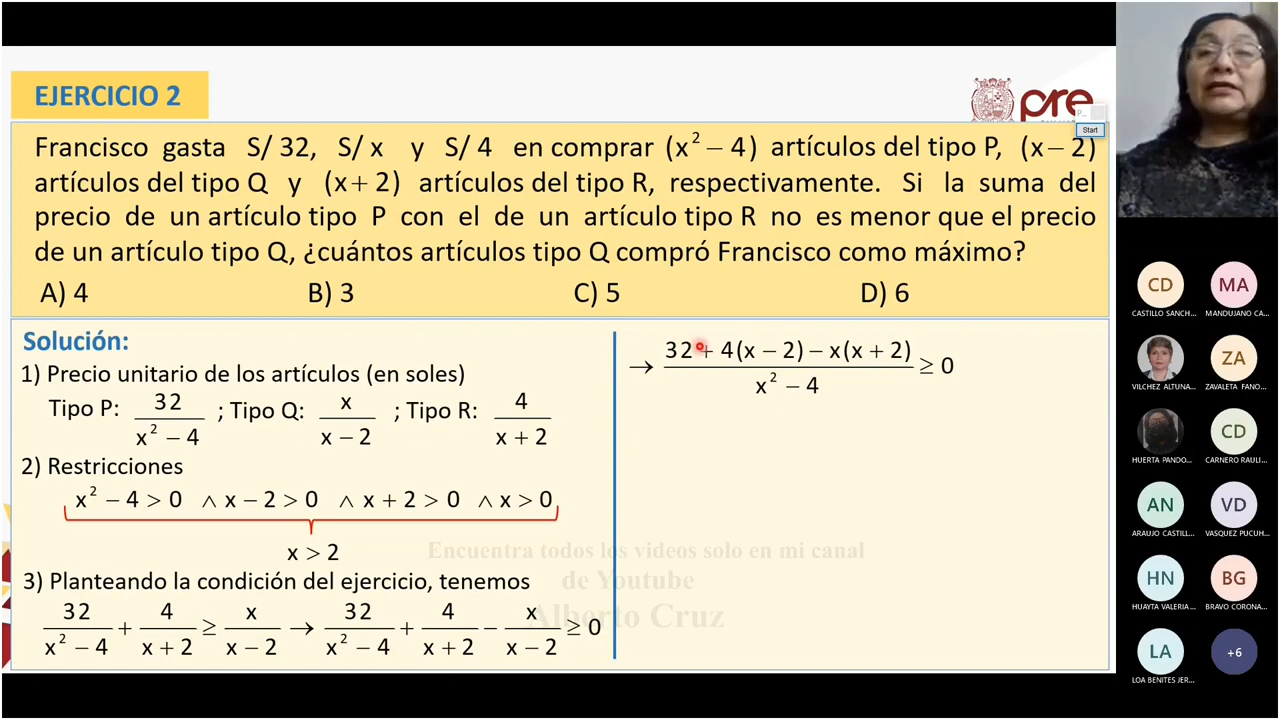 EJERCICIO 2
pre
P...
Start
Francisco gasta S/ 32, S/ x y S/ 4 en comprar (x² − 4) artículos del tipo P, (x − 2)
artículos del tipo Q y (x + 2) artículos del tipo R, respectivamente. Si la suma del
precio de un artículo tipo P con el de un artículo tipo R no es menor que el precio
de un artículo tipo Q, ¿cuántos artículos tipo Q compró Francisco como máximo?
A) 4 B) 3 C) 5 D) 6
Solución:
1) Precio unitario de los artículos (en soles)
Tipo P: 32/(x² − 4) ; Tipo Q: x/(x − 2) ; Tipo R: 4/(x + 2)
2) Restricciones
x² − 4 > 0 ∧ x − 2 > 0 ∧ x + 2 > 0 ∧ x > 0
x > 2
3) Planteando la condición del ejercicio, tenemos
32/(x² − 4) + 4/(x + 2) ≥ x/(x − 2) → 32/(x² − 4) + 4/(x + 2) − x/(x − 2) ≥ 0
→ (32 + 4(x − 2) − x(x + 2))/(x² − 4) ≥ 0
Encuentra todos los videos solo en mi canal
de Youtube
Alberto Cruz
CD
CASTILLO SANCH...
MA
MANDUJANO CA...
VILCHEZ ALTUNA...
ZA
ZAVALETA FANO...
HUERTA PANDO...
CD
CARNERO RAULI...
AN
ARAUJO CASTILL...
VD
VASQUEZ PUCUH...
HN
HUAYTA VALERIA ...
BG
BRAVO CORONA...
LA
LOA BENITES JER...
+6